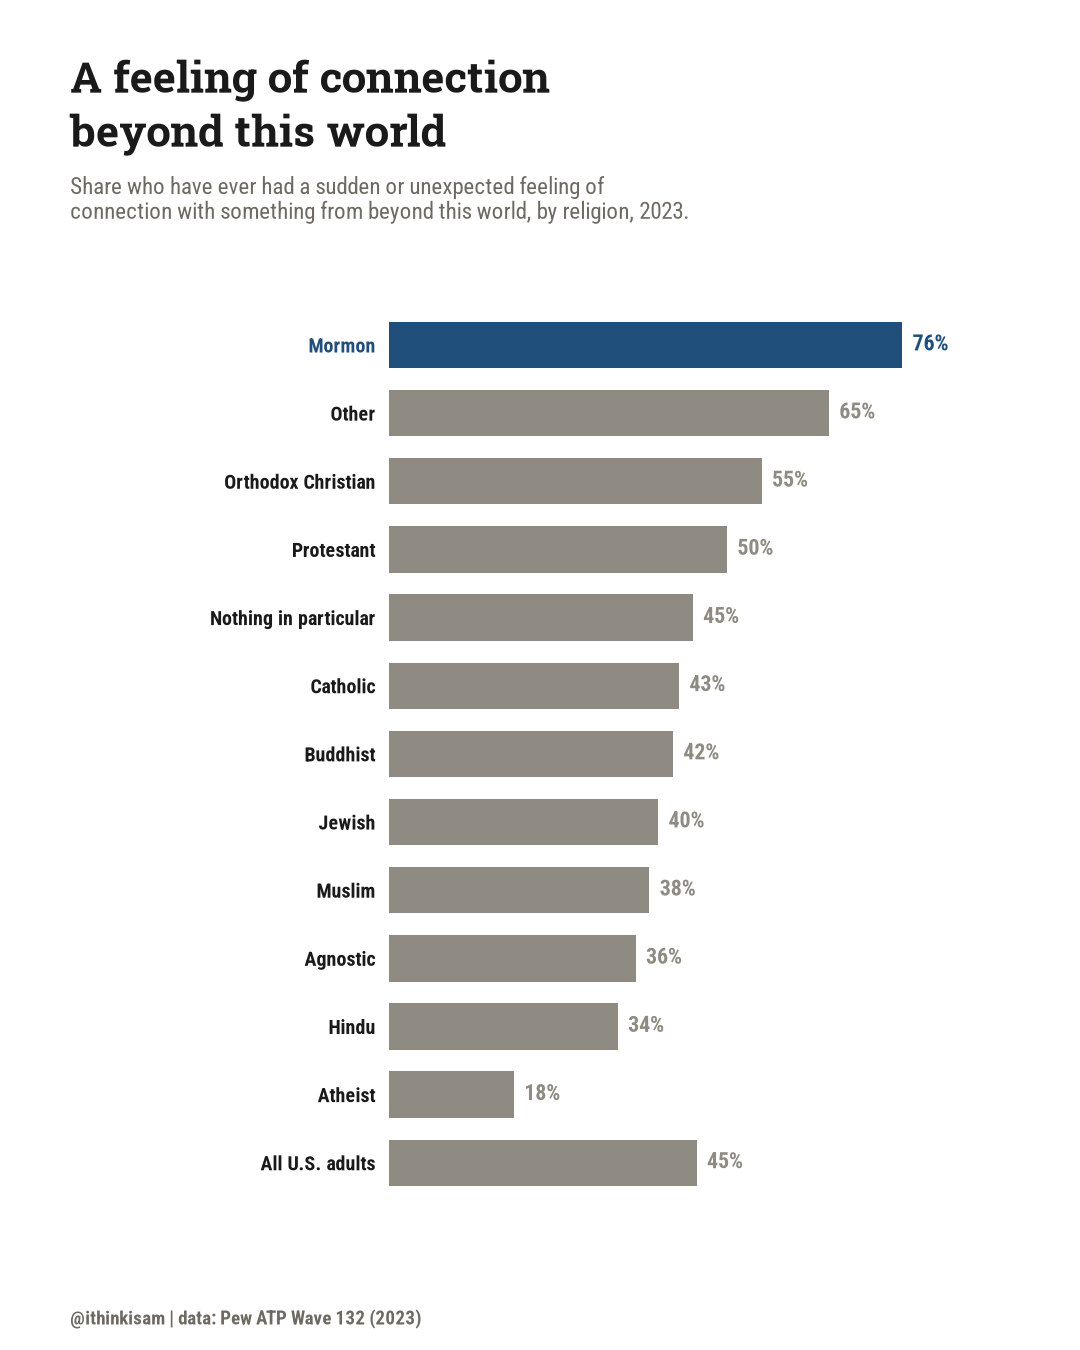 A feeling of connection
beyond this world
Share who have ever had a sudden or unexpected feeling of
connection with something from beyond this world, by religion, 2023.
Mormon 76%
Other 65%
Orthodox Christian 55%
Protestant 50%
Nothing in particular 45%
Catholic 43%
Buddhist 42%
Jewish 40%
Muslim 38%
Agnostic 36%
Hindu 34%
Atheist 18%
All U.S. adults 45%
@ithinkisam | data: Pew ATP Wave 132 (2023)